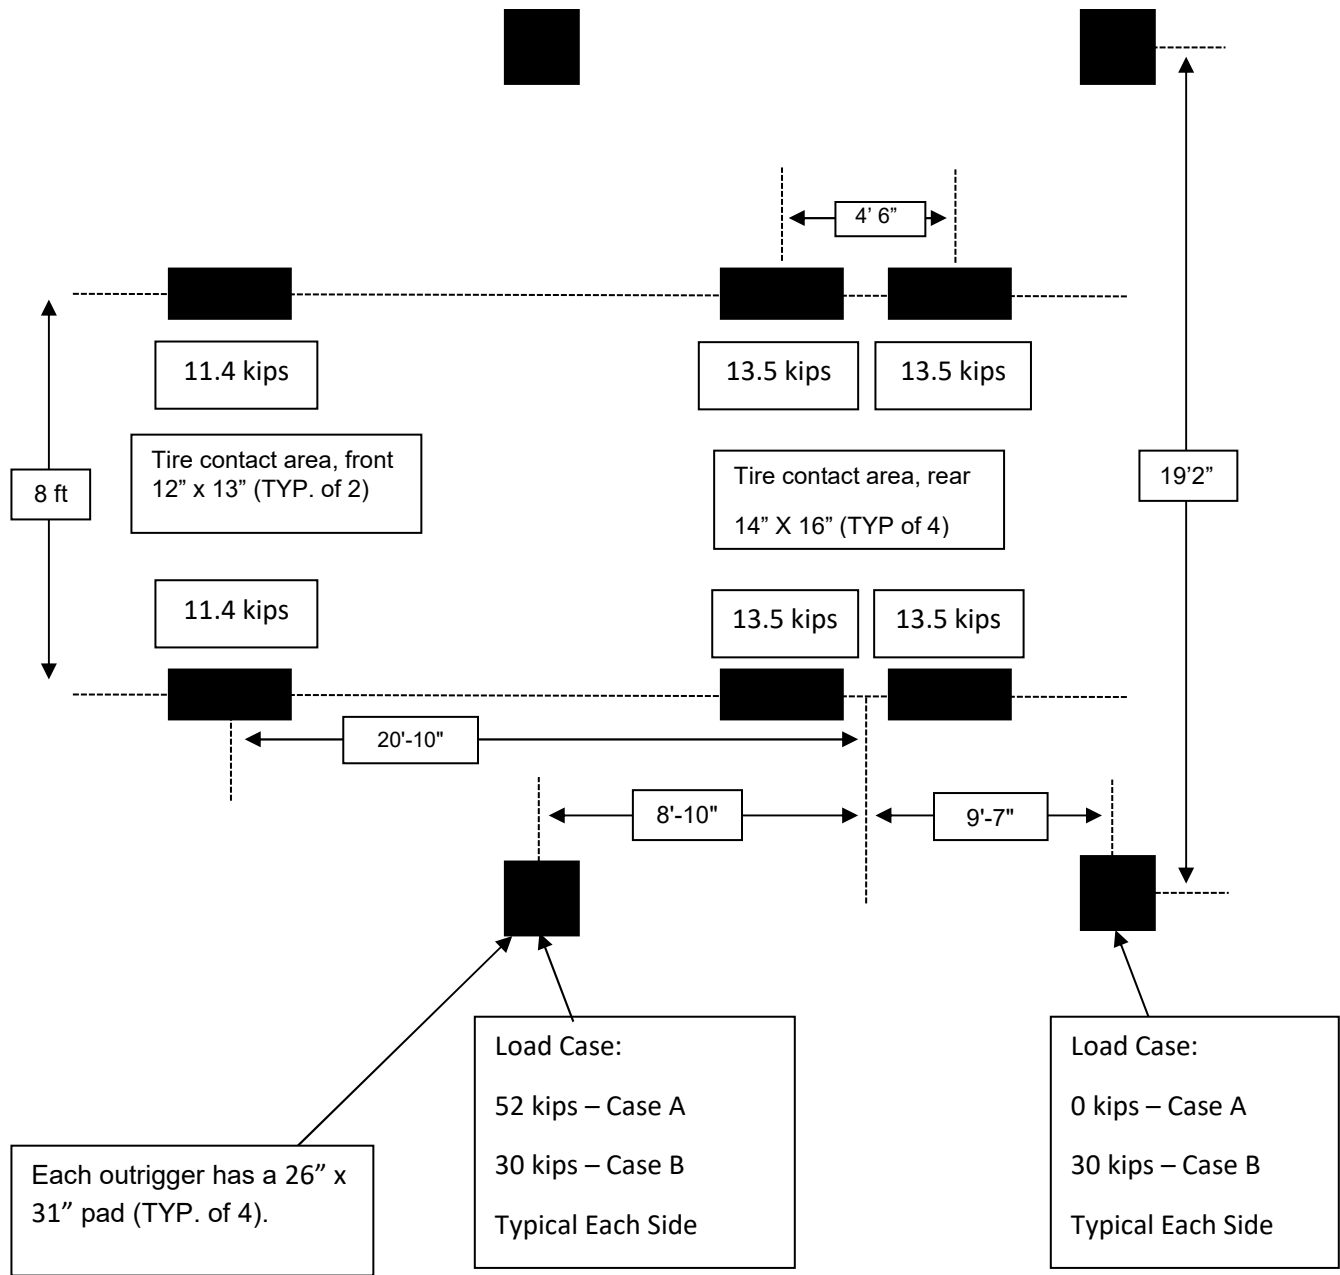 4' 6”
11.4 kips
13.5 kips
13.5 kips
Tire contact area, front
12” x 13” (TYP. of 2)
Tire contact area, rear
14” X 16” (TYP of 4)
8 ft
19’2”
11.4 kips
13.5 kips
13.5 kips
20'-10"
8'-10"
9'-7"
Load Case:
52 kips – Case A
30 kips – Case B
Typical Each Side
Load Case:
0 kips – Case A
30 kips – Case B
Typical Each Side
Each outrigger has a 26” x
31” pad (TYP. of 4).